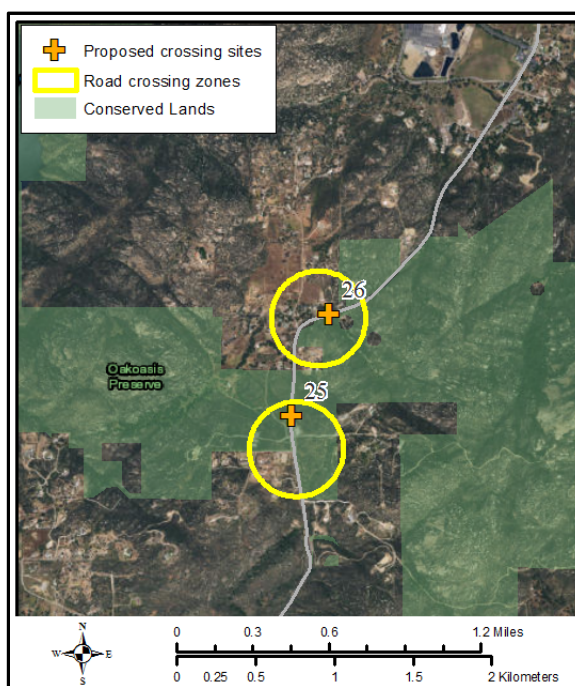 Proposed crossing sites
Road crossing zones
Conserved Lands
26
Oakoasis
Preserve
25
N
W E
S
0 0.3 0.6 1.2 Miles
0 0.25 0.5 1 1.5 2 Kilometers